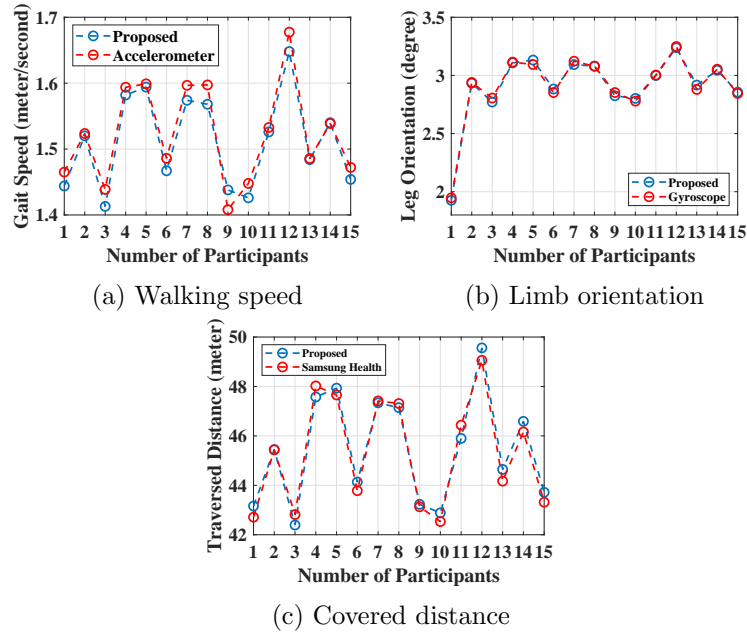 Proposed
Accelerometer
Gait Speed (meter/second)
1.7
1.6
1.5
1.4
1 2 3 4 5 6 7 8 9 10 11 12 13 14 15
Number of Participants
(a) Walking speed
Proposed
Gyroscope
Leg Orientation (degree)
3.5
3
2.5
2
1 2 3 4 5 6 7 8 9 10 11 12 13 14 15
Number of Participants
(b) Limb orientation
Proposed
Samsung Health
Traversed Distance (meter)
50
48
46
44
42
1 2 3 4 5 6 7 8 9 10 11 12 13 14 15
Number of Participants
(c) Covered distance